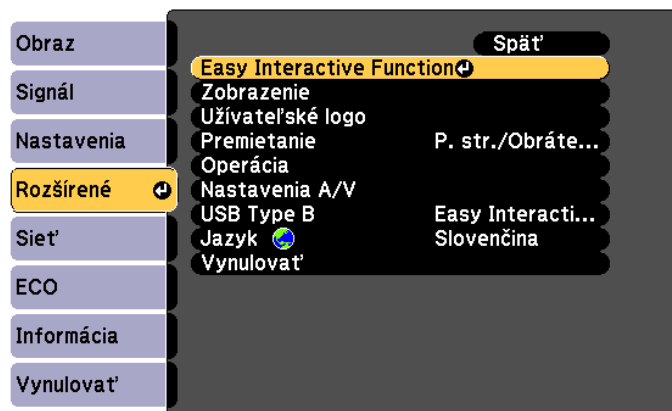 Obraz
Signál
Nastavenia
Rozšírené
Sieť
ECO
Informácia
Vynulovať
Späť
Easy Interactive Function
Zobrazenie
Užívateľské logo
Premietanie P. str./Obráte...
Operácia
Nastavenia A/V
USB Type B Easy Interacti...
Jazyk Slovenčina
Vynulovať